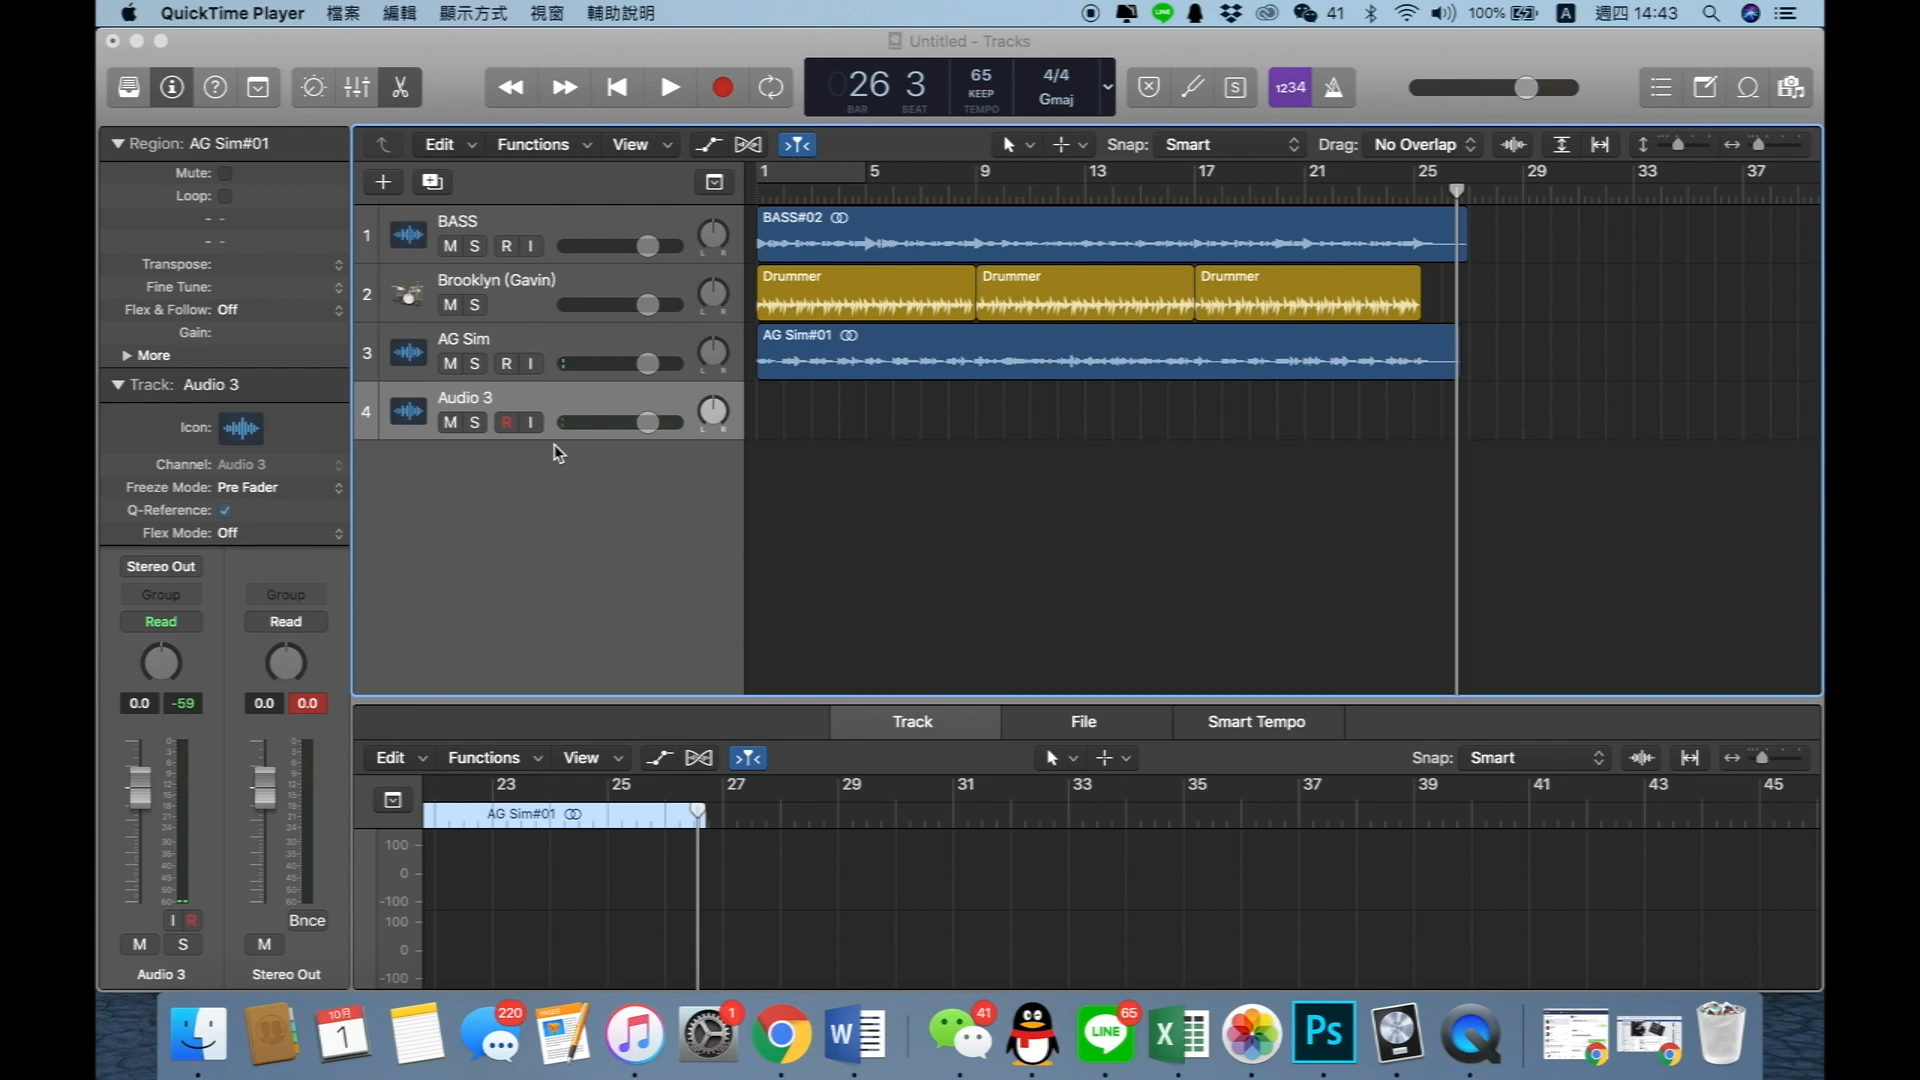 QuickTime Player 檔案 編輯 顯示方式 視窗 輔助說明 LINE 41 100% A 週四 14:43
Untitled - Tracks
26 3 65 4/4
KEEP Gmaj
BAR BEAT TEMPO
S 1234
Region: AG Sim#01
Mute:
Loop:
- -
- -
Transpose:
Fine Tune:
Flex & Follow: Off
Gain:
More
Track: Audio 3
Icon:
Channel: Audio 3
Freeze Mode: Pre Fader
Q-Reference:
Flex Mode: Off
Stereo Out
Group Group
Read Read
0.0 -59 0.0 0.0
I R Bnce
M S M
Audio 3 Stereo Out
Edit Functions View Snap: Smart Drag: No Overlap
1 5 9 13 17 21 25 29 33 37
1 BASS
M S R I L R
BASS#02
2 Brooklyn (Gavin)
M S L R
Drummer Drummer Drummer
3 AG Sim
M S R I L R
AG Sim#01
4 Audio 3
M S R I L R
Track File Smart Tempo
Edit Functions View Snap: Smart
23 25 27 29 31 33 35 37 39 41 43 45
AG Sim#01
100
0
-100
100
0
-100
10月 1 220 PAGES 1 W 41 LINE 65 X Ps